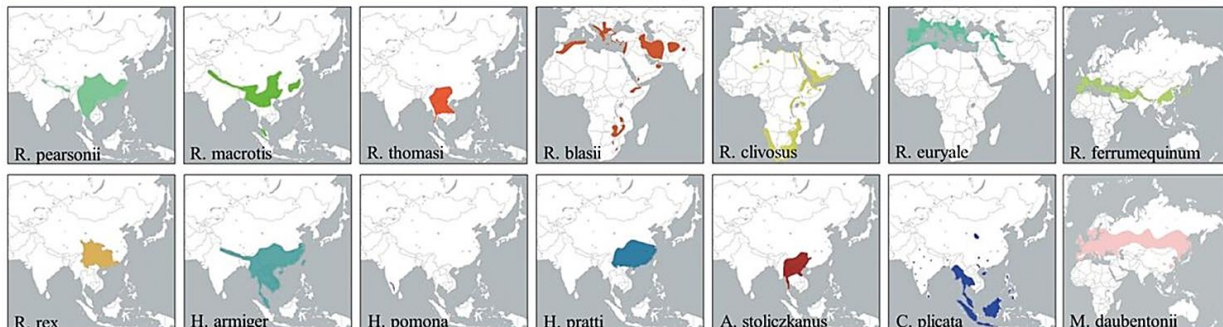 R. pearsonii
R. macrotis
R. thomasi
R. blasii
R. clivosus
R. euryale
R. ferrumequinum
R. rex
H. armiger
H. pomona
H. pratti
A. stoliczkanus
C. plicata
M. daubentonii